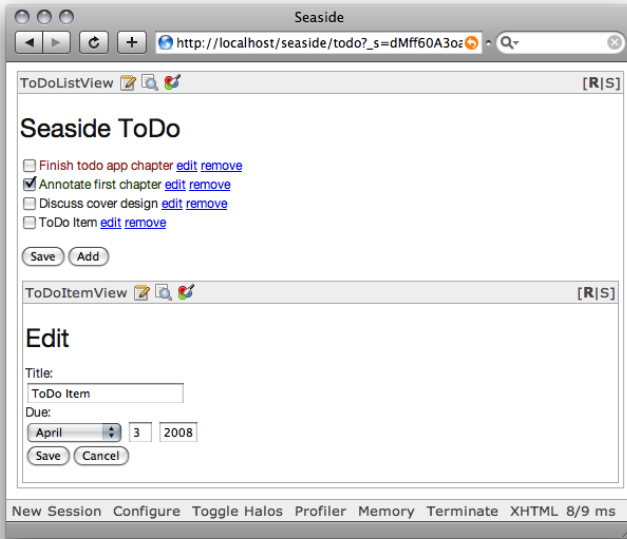 Seaside
http://localhost/seaside/todo?_s=dMff60A3oa
ToDoListView [R|S]
Seaside ToDo
Finish todo app chapter edit remove
Annotate first chapter edit remove
Discuss cover design edit remove
ToDo Item edit remove
Save Add
ToDoItemView [R|S]
Edit
Title:
ToDo Item
Due:
April 3 2008
Save Cancel
New Session Configure Toggle Halos Profiler Memory Terminate XHTML 8/9 ms